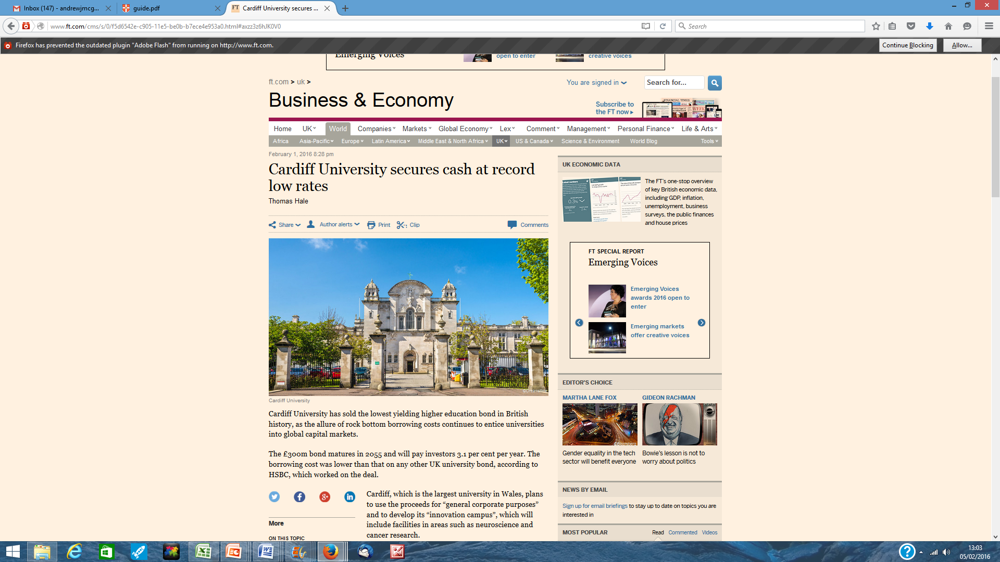 Inbox (147) - andrewjmcg...
guide.pdf
FT Cardiff University secures ...
www.ft.com/cms/s/0/f5d6542e-c905-11e5-be0b-b7ece4e953a0.html#axzz3z6hJK0V0
Search
Firefox has prevented the outdated plugin "Adobe Flash" from running on http://www.ft.com.
Continue Blocking
Allow...
Emerging Voices
open to enter
creative voices
ft.com > uk >
You are signed in
Search for...
Business & Economy
Subscribe to
the FT now
FINANCIAL TIMES
Home UK World Companies Markets Global Economy Lex Comment Management Personal Finance Life & Arts
Africa Asia-Pacific Europe Latin America Middle East & North Africa UK US & Canada Science & Environment World Blog Tools
February 1, 2016 8:28 pm
Cardiff University secures cash at record
low rates
Thomas Hale
Share Author alerts Print Clip Comments
Cardiff University
Cardiff University has sold the lowest yielding higher education bond in British
history, as the allure of rock bottom borrowing costs continues to entice universities
into global capital markets.
The £300m bond matures in 2055 and will pay investors 3.1 per cent per year. The
borrowing cost was lower than that on any other UK university bond, according to
HSBC, which worked on the deal.
Cardiff, which is the largest university in Wales, plans
to use the proceeds for “general corporate purposes”
and to develop its “innovation campus”, which will
include facilities in areas such as neuroscience and
cancer research.
More
ON THIS TOPIC
UK ECONOMIC DATA
0.3%
The FT's one-stop overview
of key British economic data,
including GDP, inflation,
unemployment, business
surveys, the public finances
and house prices
FT SPECIAL REPORT
Emerging Voices
Emerging Voices
awards 2016 open to
enter
Emerging markets
offer creative voices
EDITOR'S CHOICE
MARTHA LANE FOX
Gender equality in the tech
sector will benefit everyone
GIDEON RACHMAN
Bowie's lesson is not to
worry about politics
NEWS BY EMAIL
Sign up for email briefings to stay up to date on topics you are
interested in
MOST POPULAR
Read Commented Videos
13:03
05/02/2016